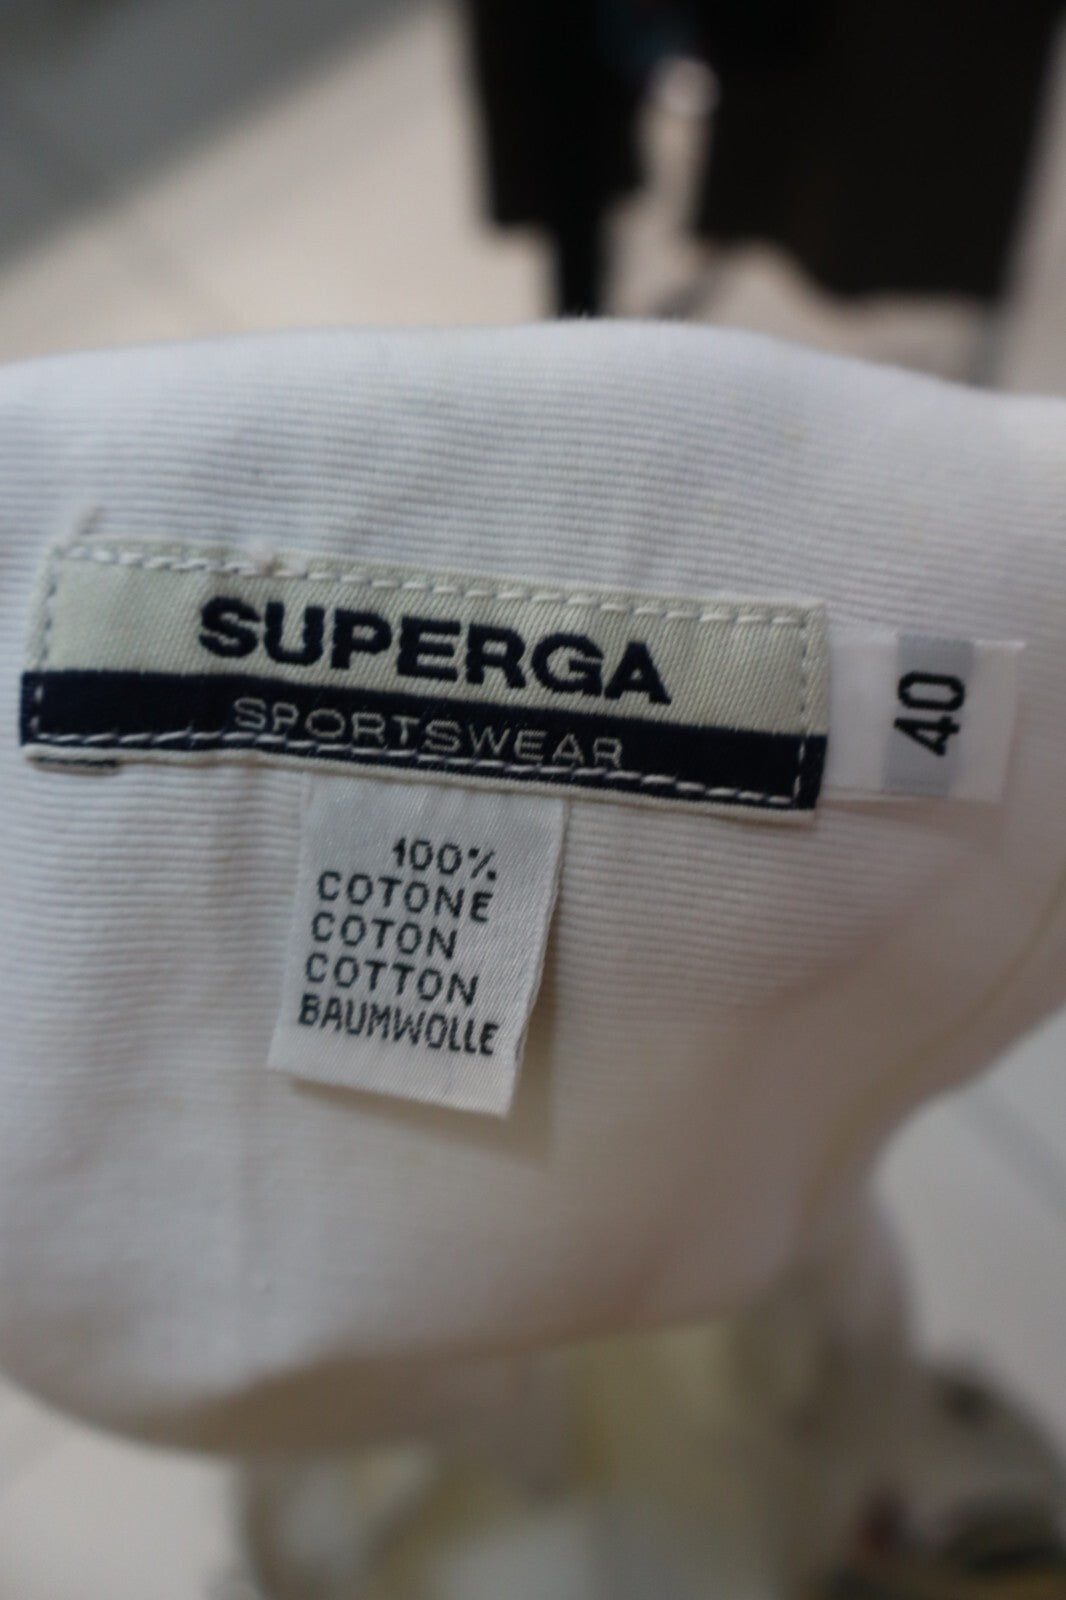 SUPERGA
SPORTSWEAR
40
100%
COTONE
COTON
COTTON
BAUMWOLLE